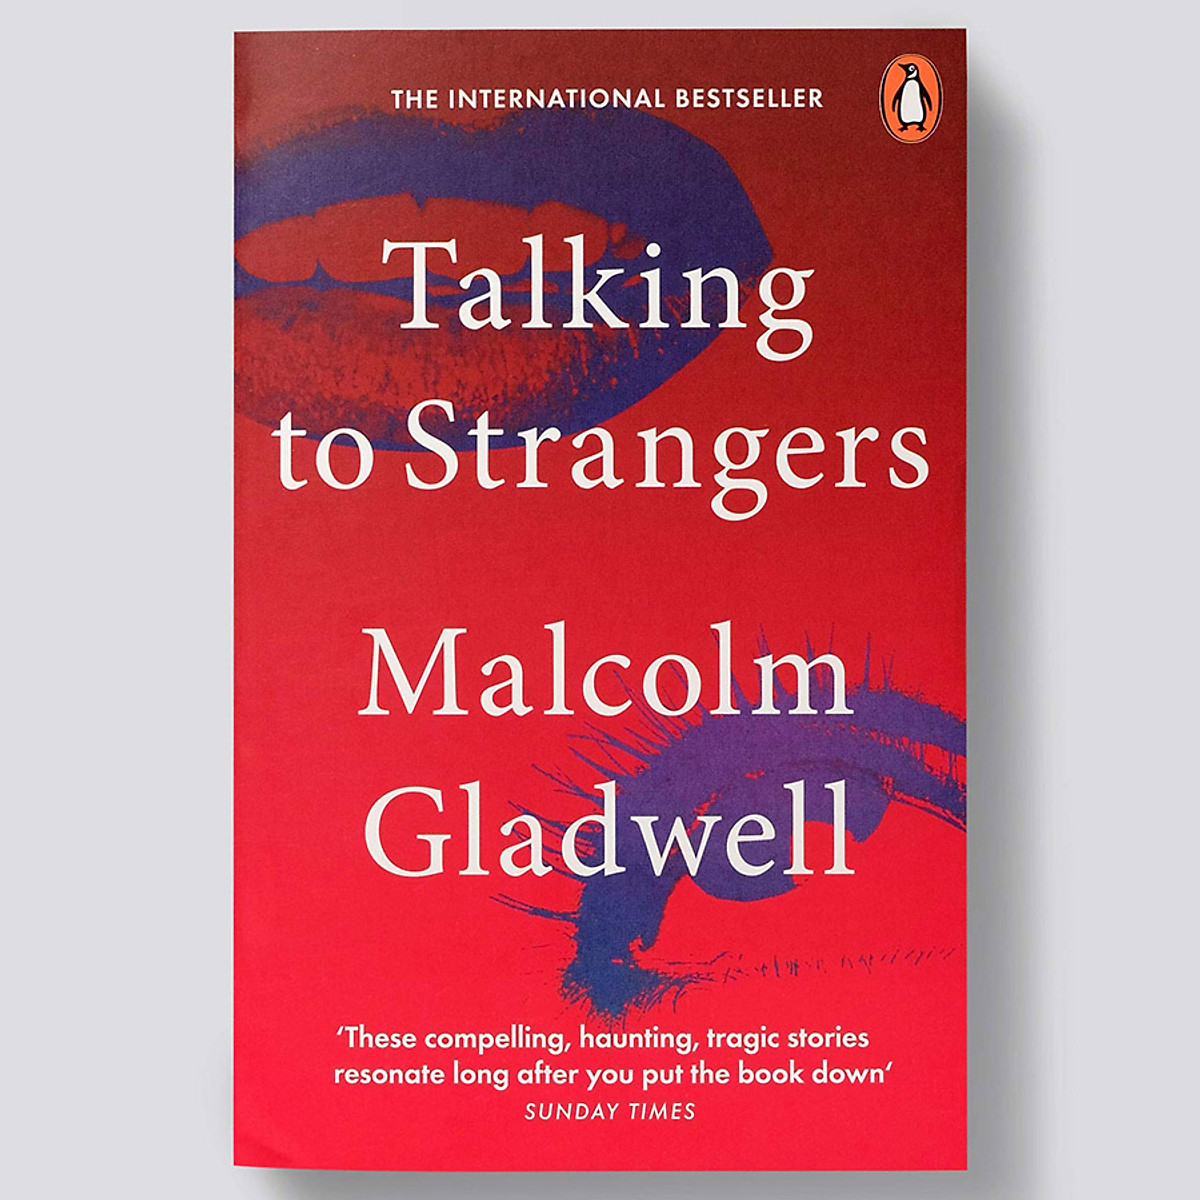 THE INTERNATIONAL BESTSELLER
Talking
to Strangers
Malcolm
Gladwell
‘These compelling, haunting, tragic stories
resonate long after you put the book down‘
SUNDAY TIMES